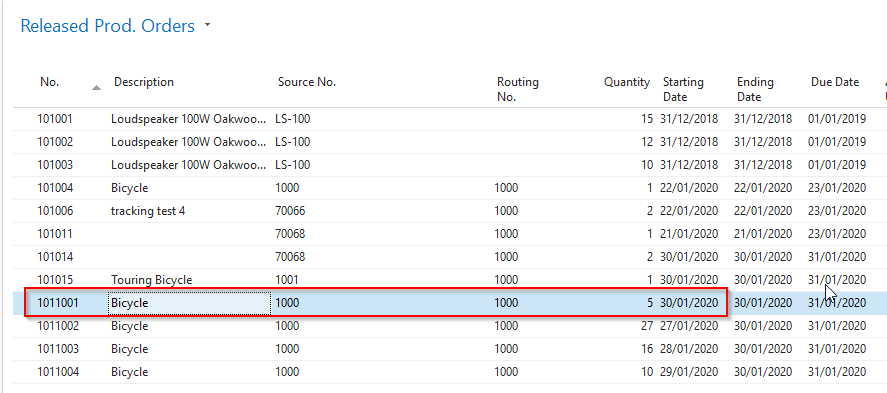 Released Prod. Orders
No. Description Source No. Routing No. Quantity Starting Date Ending Date Due Date
101001 Loudspeaker 100W Oakwoo... LS-100 15 31/12/2018 31/12/2018 01/01/2019
101002 Loudspeaker 100W Oakwoo... LS-100 12 31/12/2018 31/12/2018 01/01/2019
101003 Loudspeaker 100W Oakwoo... LS-100 10 31/12/2018 31/12/2018 01/01/2019
101004 Bicycle 1000 1000 1 22/01/2020 22/01/2020 23/01/2020
101006 tracking test 4 70066 1000 2 22/01/2020 22/01/2020 23/01/2020
101011 70068 1000 1 21/01/2020 21/01/2020 23/01/2020
101014 70068 1000 2 30/01/2020 30/01/2020 31/01/2020
101015 Touring Bicycle 1001 1000 1 30/01/2020 30/01/2020 31/01/2020
1011001 Bicycle 1000 1000 5 30/01/2020 30/01/2020 31/01/2020
1011002 Bicycle 1000 1000 27 27/01/2020 30/01/2020 31/01/2020
1011003 Bicycle 1000 1000 16 28/01/2020 30/01/2020 31/01/2020
1011004 Bicycle 1000 1000 10 29/01/2020 30/01/2020 31/01/2020